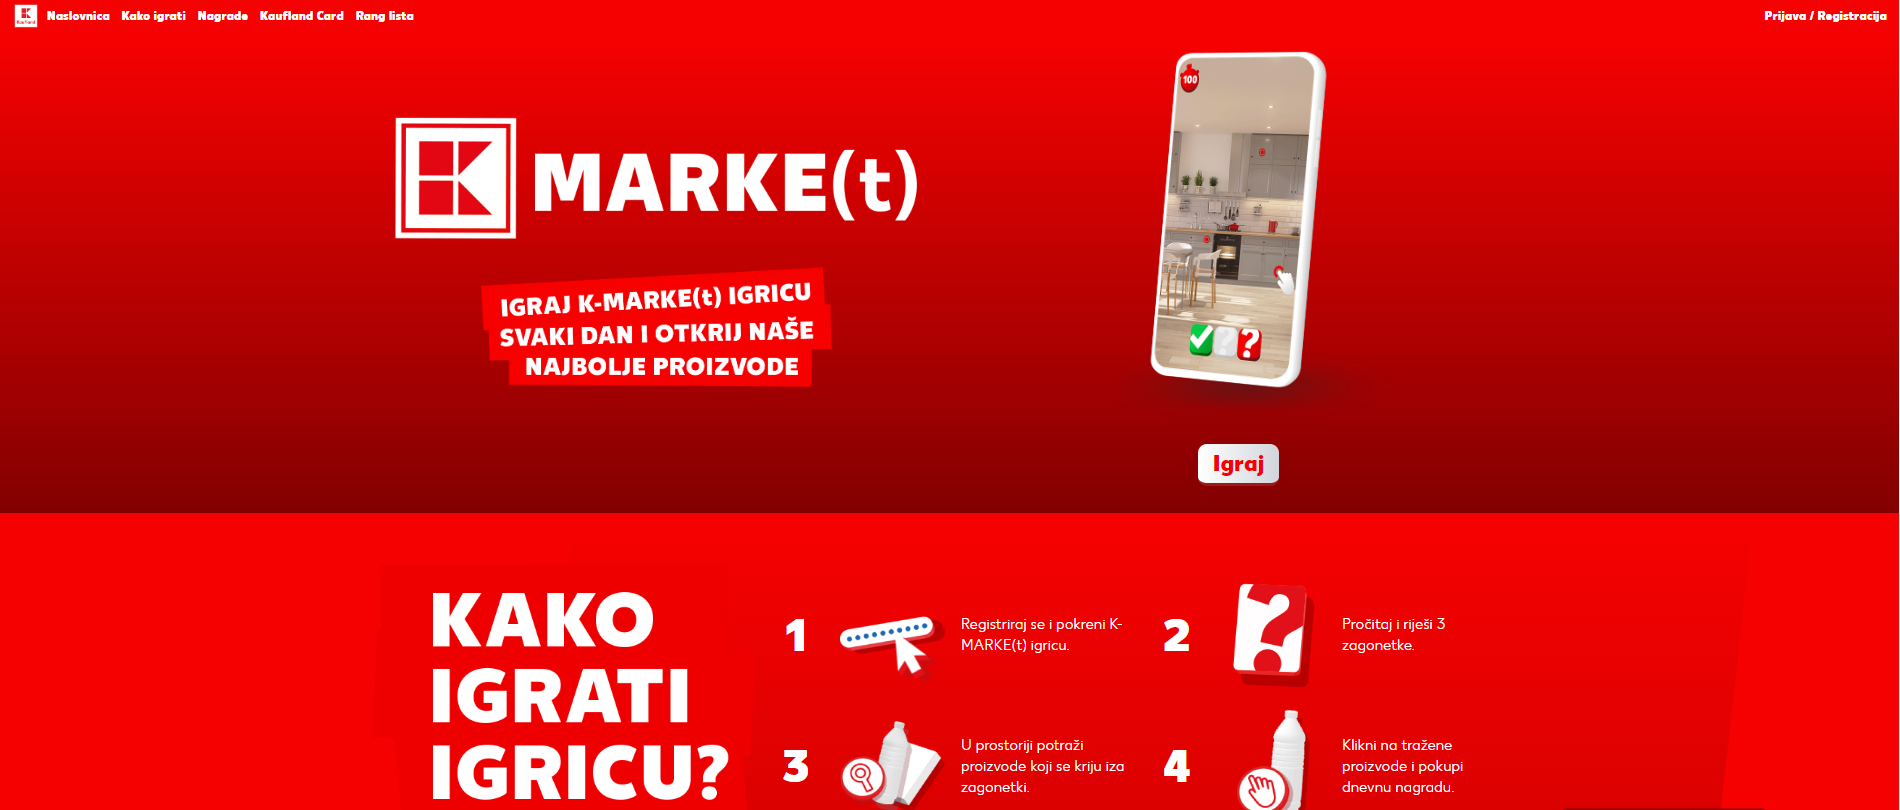 Kaufland
Naslovnica
Kako igrati
Nagrade
Kaufland Card
Rang lista
Prijava / Registracija
MARKE(t)
IGRAJ K-MARKE(t) IGRICU
SVAKI DAN I OTKRIJ NAŠE
NAJBOLJE PROIZVODE
100
?
?
Igraj
KAKO
IGRATI
IGRICU?
1
Registriraj se i pokreni K-
MARKE(t) igricu.
2
?
Pročitaj i riješi 3
zagonetke.
3
U prostoriji potraži
proizvode koji se kriju iza
zagonetki.
4
Klikni na tražene
proizvode i pokupi
dnevnu nagradu.